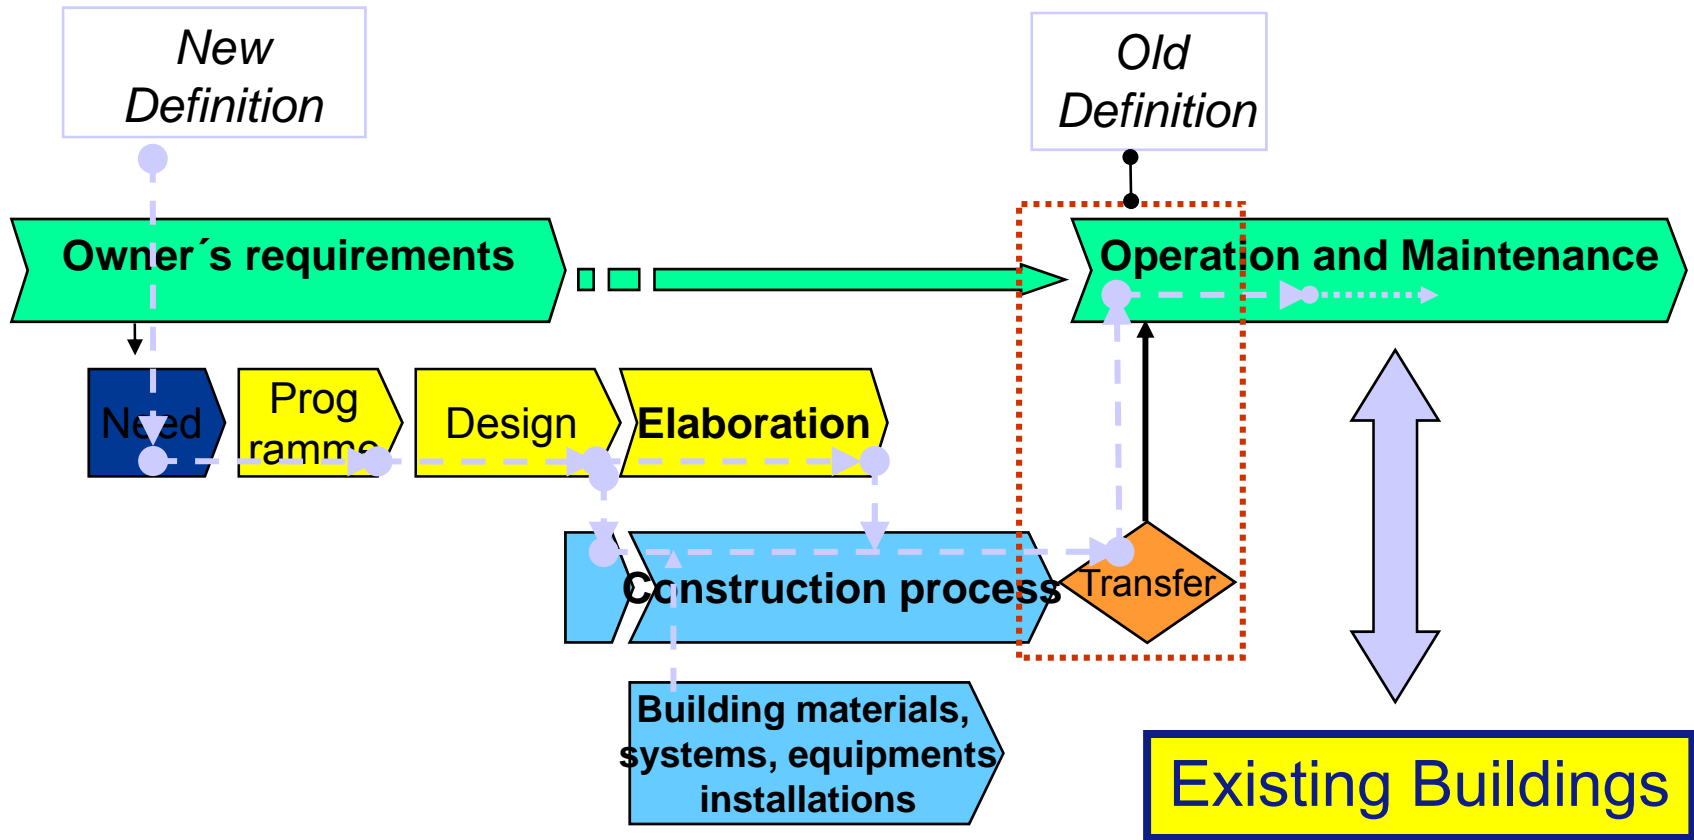 New
Definition
Old
Definition
Owner´s requirements
Operation and Maintenance
Need
Prog
ramme
Design
Elaboration
Construction process
Transfer
Building materials,
systems, equipments
installations
Existing Buildings